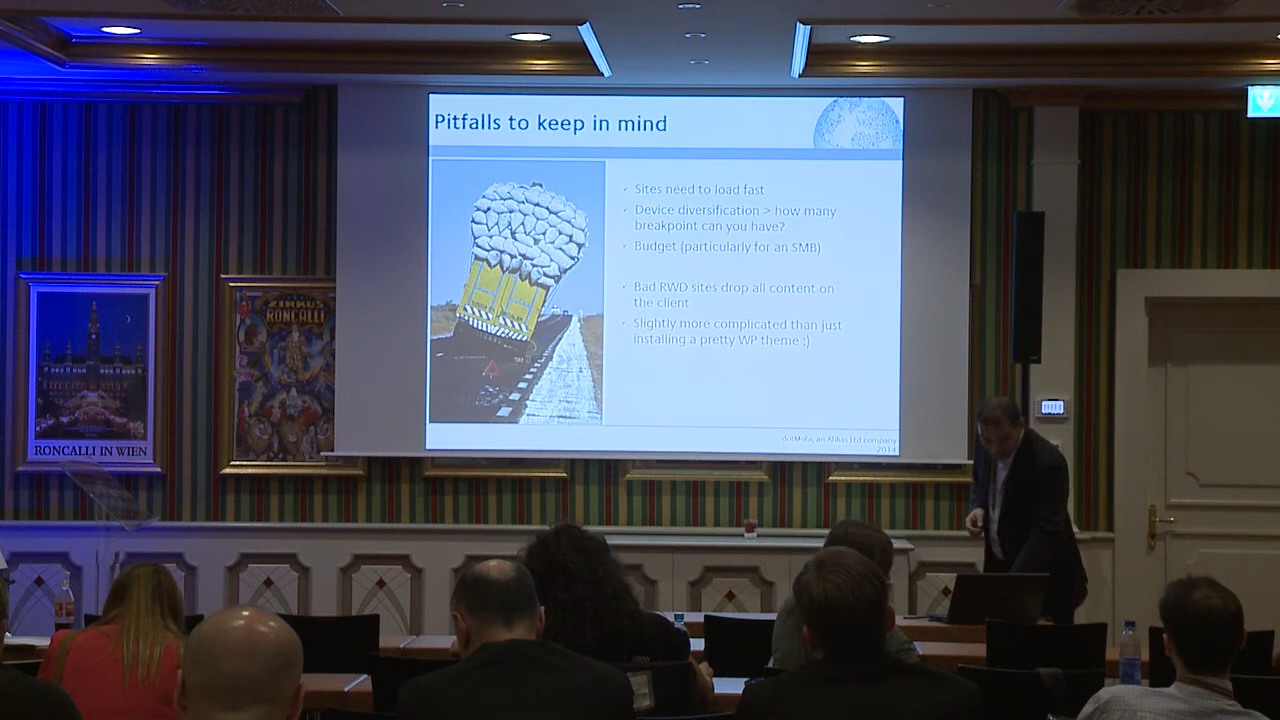 Pitfalls to keep in mind
Sites need to load fast
Device diversification > how many
breakpoint can you have?
Budget (particularly for an SMB)
Bad RWD sites drop all content on
the client
Slightly more complicated than just
installing a pretty WP theme ;)
dotMobi, an Afilias Ltd company
2014
ZIRKUS
RONCALLI
RONCALLI IN WIEN